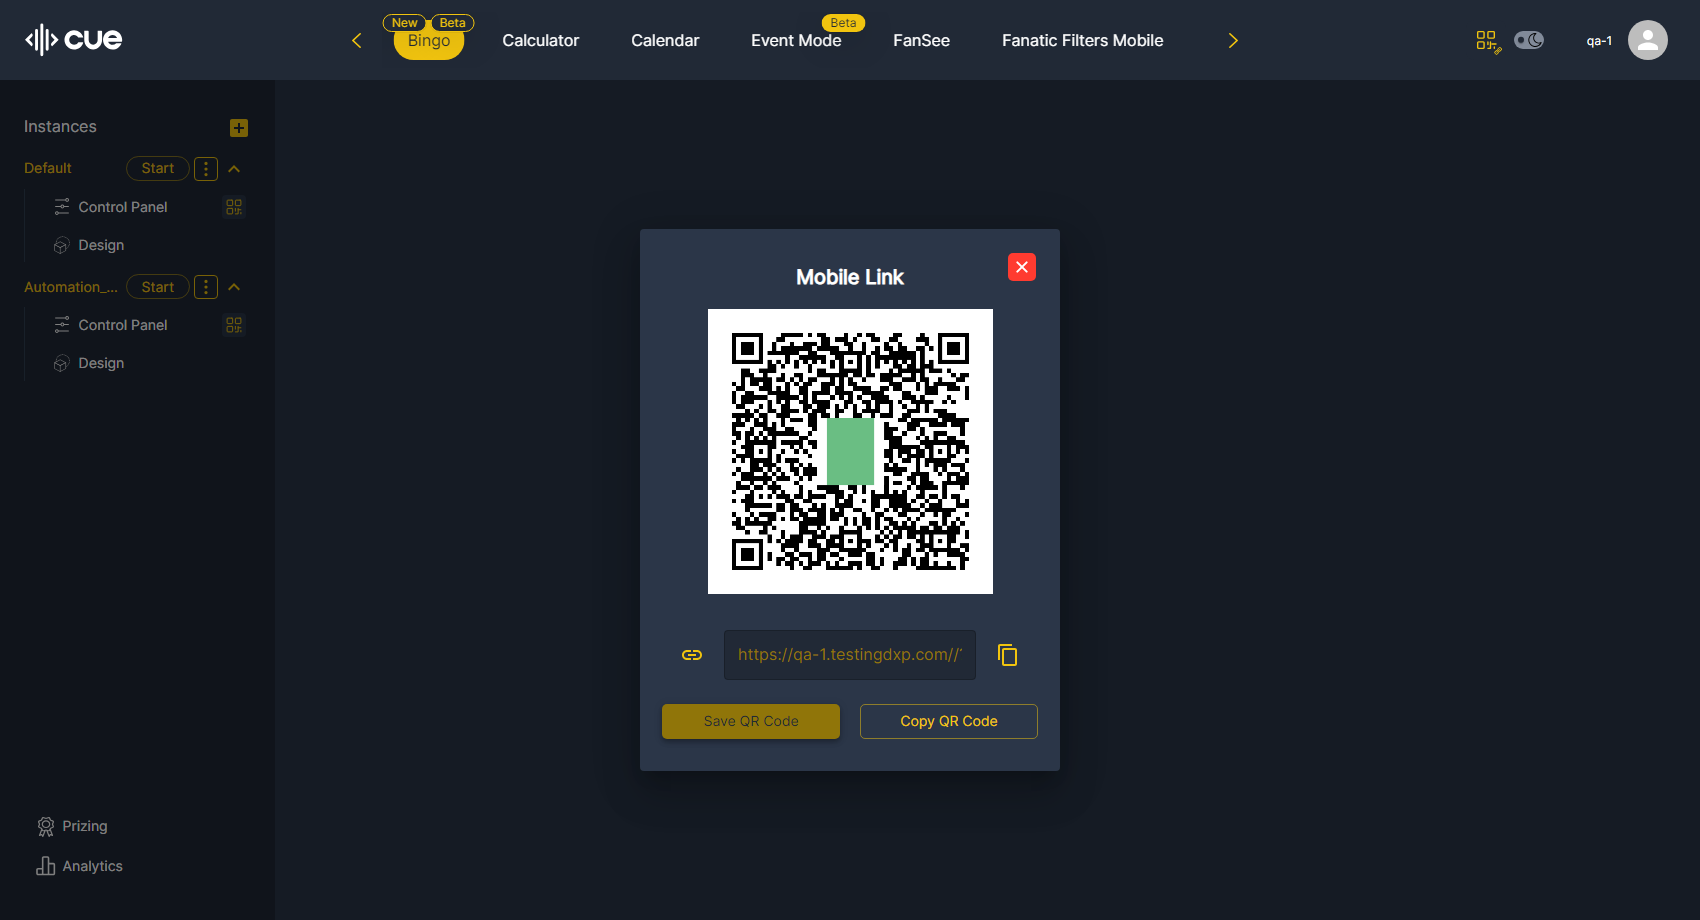 cue
New
Beta
Bingo
Calculator
Calendar
Event Mode
Beta
FanSee
Fanatic Filters Mobile
qa-1
Instances
Default
Start
Control Panel
Design
Automation_...
Start
Control Panel
Design
Prizing
Analytics
Mobile Link
https://qa-1.testingdxp.com//
Save QR Code
Copy QR Code